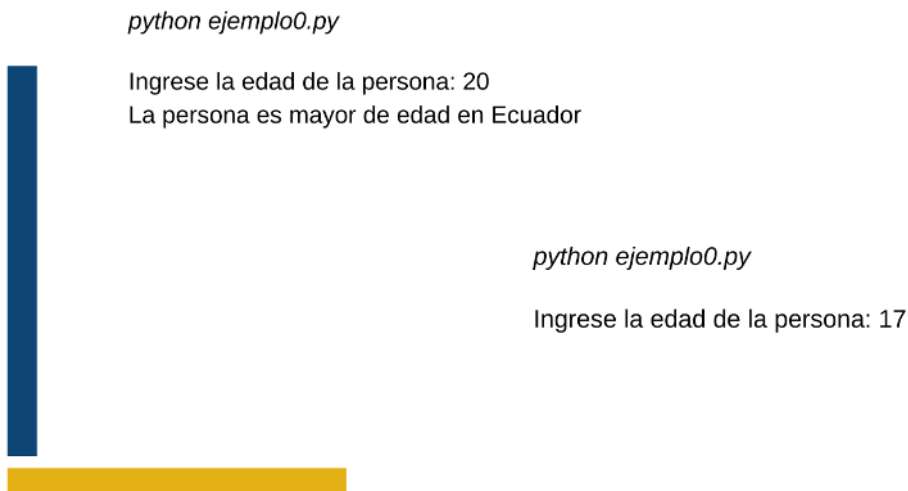 python ejemplo0.py
Ingrese la edad de la persona: 20
La persona es mayor de edad en Ecuador
python ejemplo0.py
Ingrese la edad de la persona: 17